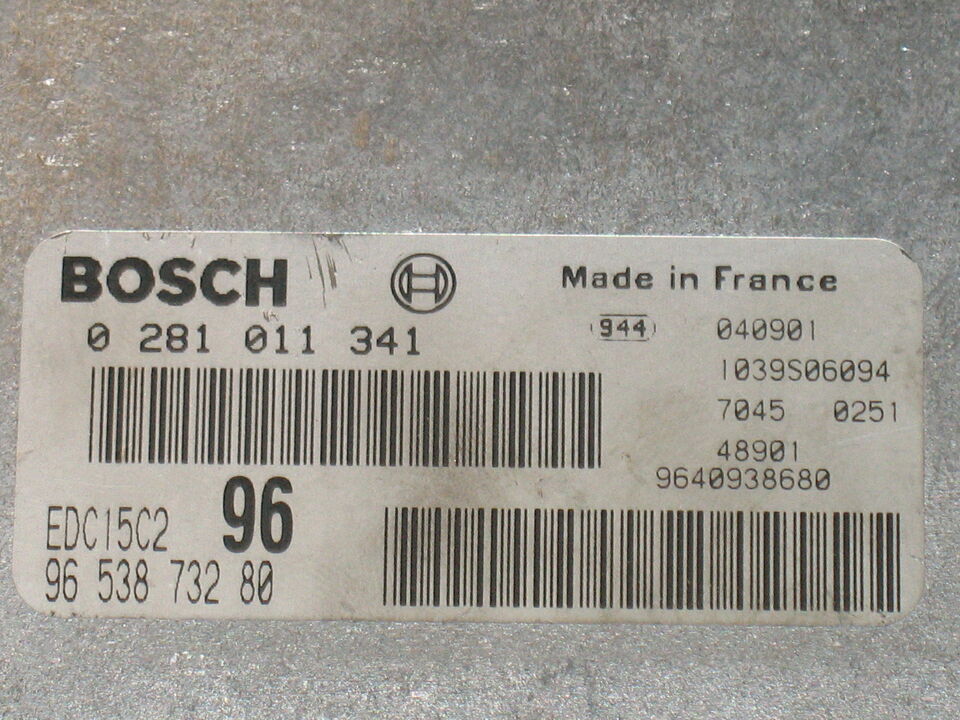 BOSCH
Made in France
0 281 011 341
944
040901
1039S06094
7045 0251
48901
9640938680
96
EDC15C2
96 538 732 80